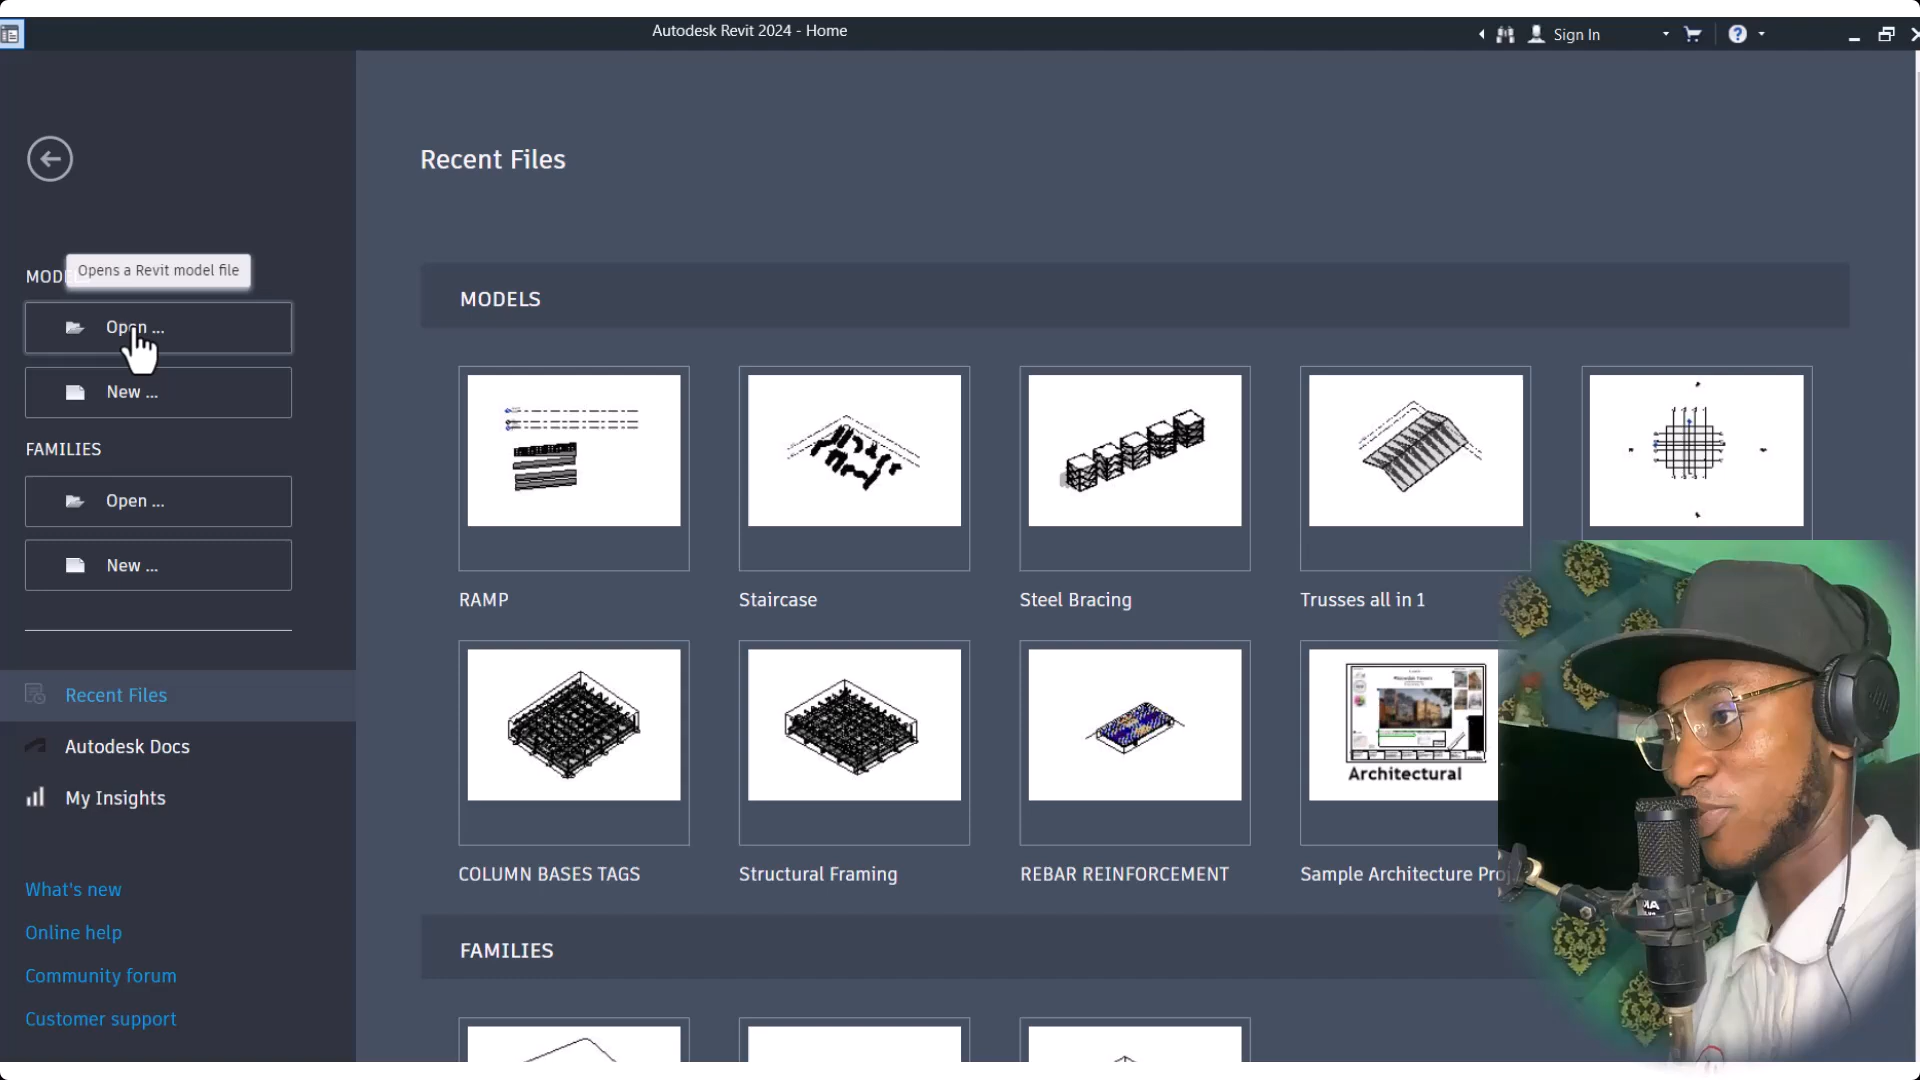 Autodesk Revit 2024 - Home
Sign In
Recent Files
MOD
Opens a Revit model file
Open ...
New ...
FAMILIES
Open ...
New ...
Recent Files
Autodesk Docs
My Insights
What's new
Online help
Community forum
Customer support
MODELS
RAMP
Staircase
Steel Bracing
Trusses all in 1
Architectural
COLUMN BASES TAGS
Structural Framing
REBAR REINFORCEMENT
Sample Architecture Pro
FAMILIES